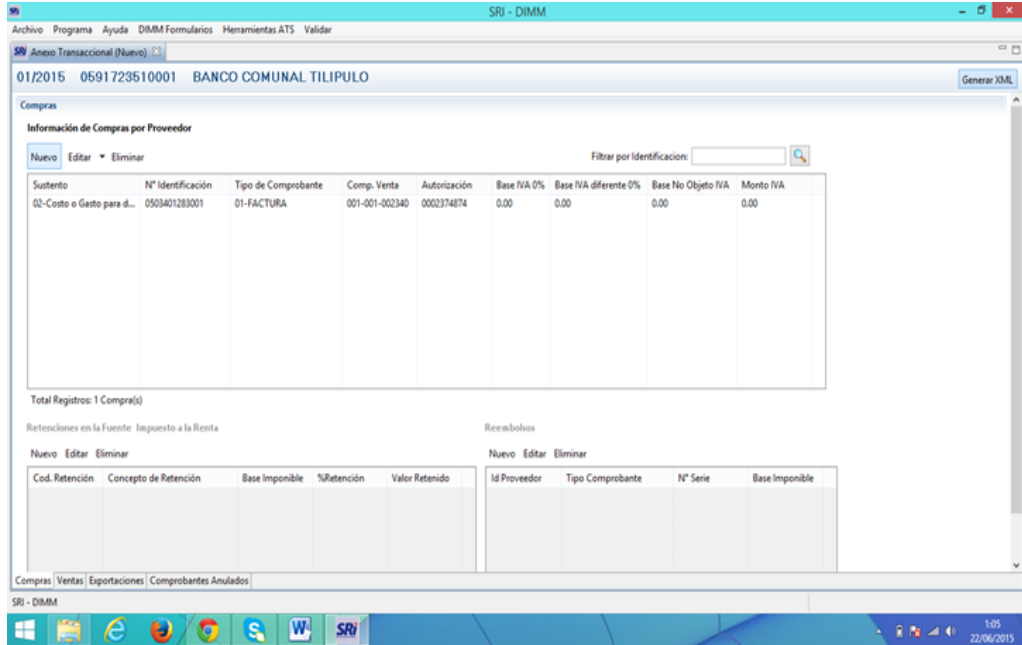 SRI - DIMM
Archivo Programa Ayuda DIMM Formularios Herramientas ATS Validar
SRi Anexo Transaccional (Nuevo)
01/2015 0591723510001 BANCO COMUNAL TILIPULO Generar XML
Compras
Información de Compras por Proveedor
Nuevo Editar Eliminar Filtrar por Identificacion:
Sustento N° Identificación Tipo de Comprobante Comp. Venta Autorización Base IVA 0% Base IVA diferente 0% Base No Objeto IVA Monto IVA
02-Costo o Gasto para d... 0503401283001 01-FACTURA 001-001-002340 0002374874 0.00 0.00 0.00 0.00
Total Registros: 1 Compra(s)
Retenciones en la Fuente Impuesto a la Renta Reembolsos
Nuevo Editar Eliminar Nuevo Editar Eliminar
Cod. Retención Concepto de Retención Base Imponible %Retención Valor Retenido Id Proveedor Tipo Comprobante N° Serie Base Imponible
Compras Ventas Exportaciones Comprobantes Anulados
SRI - DIMM
SRi 1:05
22/06/2015